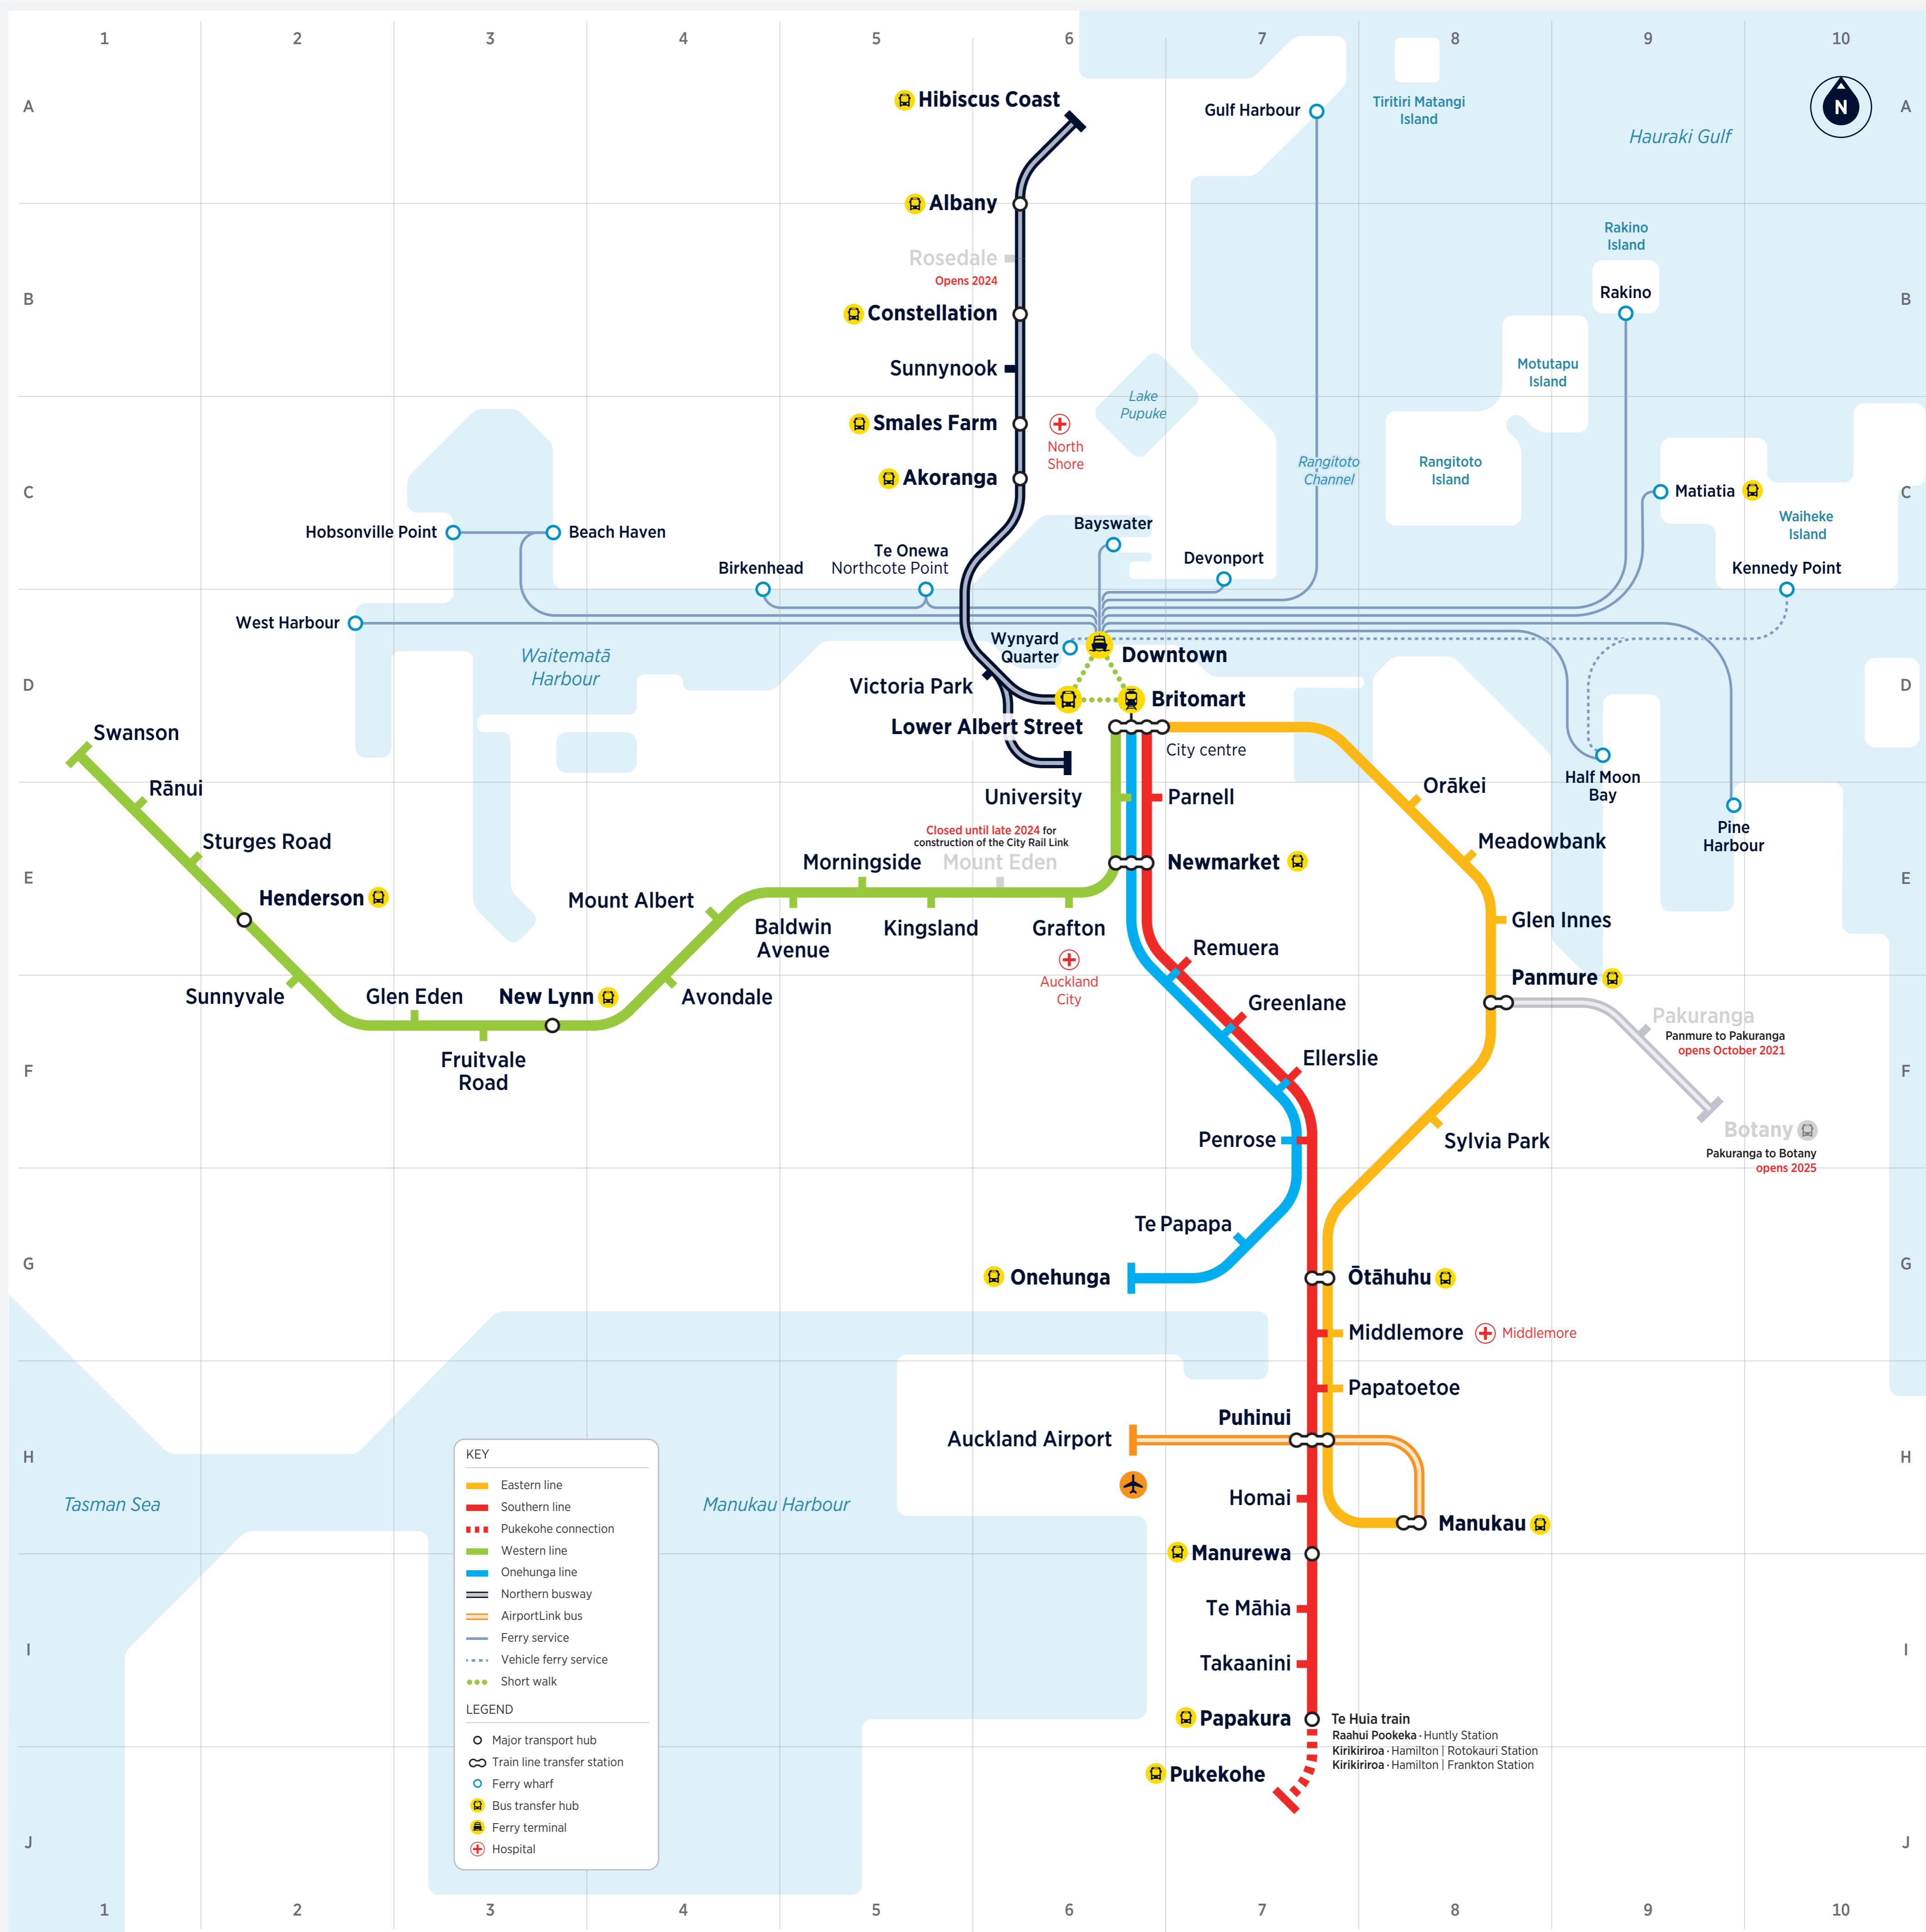 1 2 3 4 5 6 7 8 9 10
A
Hibiscus Coast
Gulf Harbour
Tiritiri Matangi
Island
Hauraki Gulf
N
A
Albany
Rosedale
Opens 2024
Rakino
Island
B
Constellation
Rakino
B
Sunnynook
Motutapu
Island
Lake
Pupuke
Smales Farm
North
Shore
Rangitoto
Channel
Rangitoto
Island
Akoranga
C
Matiatia
C
Waiheke
Island
Hobsonville Point
Beach Haven
Bayswater
Birkenhead
Te Onewa
Northcote Point
Devonport
Kennedy Point
West Harbour
Waitematā
Harbour
Wynyard
Quarter
Downtown
D
Victoria Park
Britomart
D
Lower Albert Street
City centre
Swanson
Half Moon
Bay
Rānui
University
Parnell
Orākei
Pine
Harbour
Sturges Road
Closed until late 2024 for
construction of the City Rail Link
Meadowbank
E
Morningside
Mount Eden
Newmarket
E
Henderson
Mount Albert
Baldwin
Avenue
Kingsland
Grafton
Glen Innes
Remuera
Auckland
City
Panmure
Sunnyvale
Glen Eden
New Lynn
Avondale
Greenlane
Pakuranga
Panmure to Pakuranga
opens October 2021
Fruitvale
Road
Ellerslie
F
F
Penrose
Sylvia Park
Botany
Pakuranga to Botany
opens 2025
Te Papapa
G
Onehunga
Ōtāhuhu
G
Middlemore
Middlemore
Papatoetoe
Puhinui
Auckland Airport
H
H
Tasman Sea
Manukau Harbour
Homai
Manukau
Manurewa
Te Māhia
I
Takaanini
I
Papakura
Te Huia train
Raahui Pookeka · Huntly Station
Kirikiriroa · Hamilton | Rotokauri Station
Kirikiriroa · Hamilton | Frankton Station
Pukekohe
J
J
KEY
Eastern line
Southern line
Pukekohe connection
Western line
Onehunga line
Northern busway
AirportLink bus
Ferry service
Vehicle ferry service
Short walk
LEGEND
Major transport hub
Train line transfer station
Ferry wharf
Bus transfer hub
Ferry terminal
Hospital
1 2 3 4 5 6 7 8 9 10